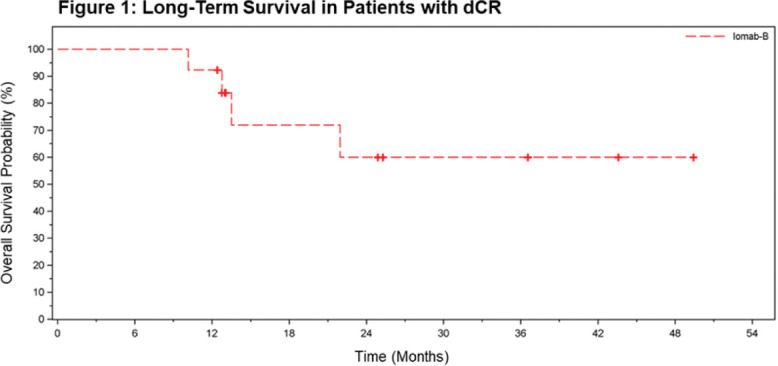 Figure 1: Long-Term Survival in Patients with dCR
Iomab-B
Overall Survival Probability (%)
100
90
80
70
60
50
40
30
20
10
0
0 6 12 18 24 30 36 42 48 54
Time (Months)